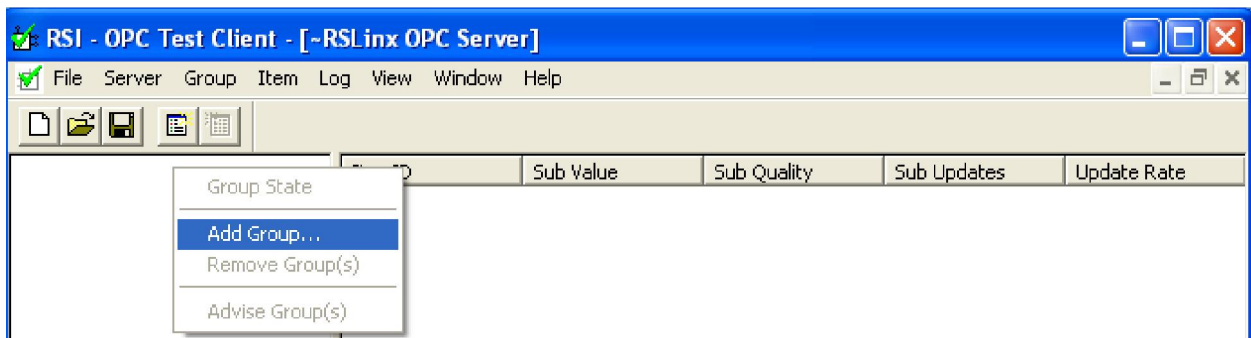 RSI - OPC Test Client - [~RSLinx OPC Server]
File Server Group Item Log View Window Help
Sub Value Sub Quality Sub Updates Update Rate
Group State
Add Group...
Remove Group(s)
Advise Group(s)